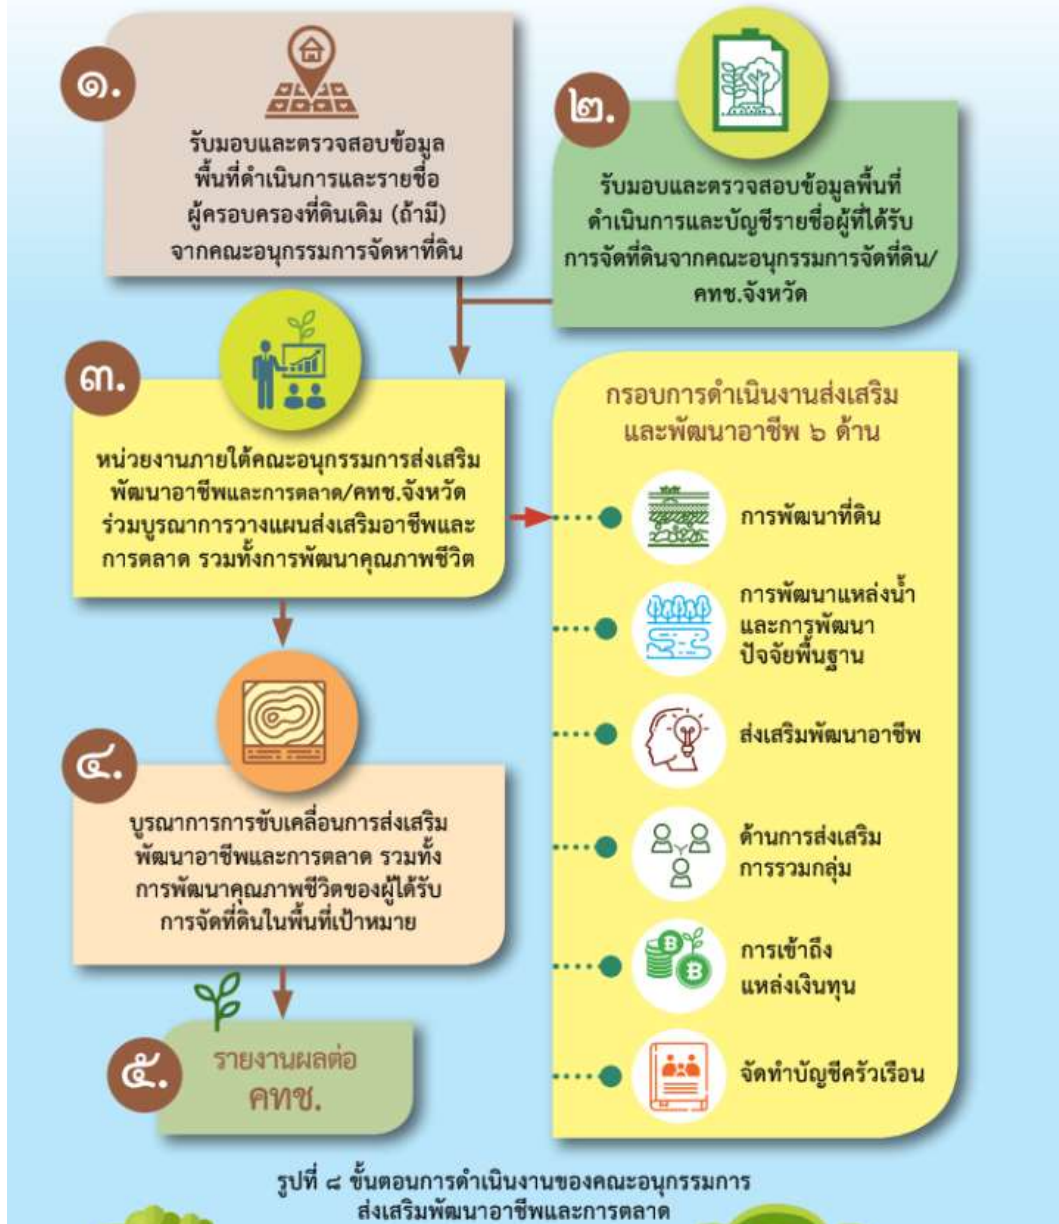 ๑.
รับมอบและตรวจสอบข้อมูล
พื้นที่ดำเนินการและรายชื่อ
ผู้ครอบครองที่ดินเดิม (ถ้ามี)
จากคณะอนุกรรมการจัดหาที่ดิน
๒.
รับมอบและตรวจสอบข้อมูลพื้นที่
ดำเนินการและบัญชีรายชื่อผู้ที่ได้รับ
การจัดที่ดินจากคณะอนุกรรมการจัดที่ดิน/
คทช.จังหวัด
๓.
หน่วยงานภายใต้คณะอนุกรรมการส่งเสริม
พัฒนาอาชีพและการตลาด/คทช.จังหวัด
ร่วมบูรณาการวางแผนส่งเสริมอาชีพและ
การตลาด รวมทั้งการพัฒนาคุณภาพชีวิต
กรอบการดำเนินงานส่งเสริม
และพัฒนาอาชีพ ๖ ด้าน
การพัฒนาที่ดิน
การพัฒนาแหล่งน้ำ
และการพัฒนา
ปัจจัยพื้นฐาน
ส่งเสริมพัฒนาอาชีพ
ด้านการส่งเสริม
การรวมกลุ่ม
การเข้าถึง
แหล่งเงินทุน
จัดทำบัญชีครัวเรือน
๔.
บูรณาการการขับเคลื่อนการส่งเสริม
พัฒนาอาชีพและการตลาด รวมทั้ง
การพัฒนาคุณภาพชีวิตของผู้ได้รับ
การจัดที่ดินในพื้นที่เป้าหมาย
๕.
รายงานผลต่อ
คทช.
รูปที่ ๘ ขั้นตอนการดำเนินงานของคณะอนุกรรมการ
ส่งเสริมพัฒนาอาชีพและการตลาด